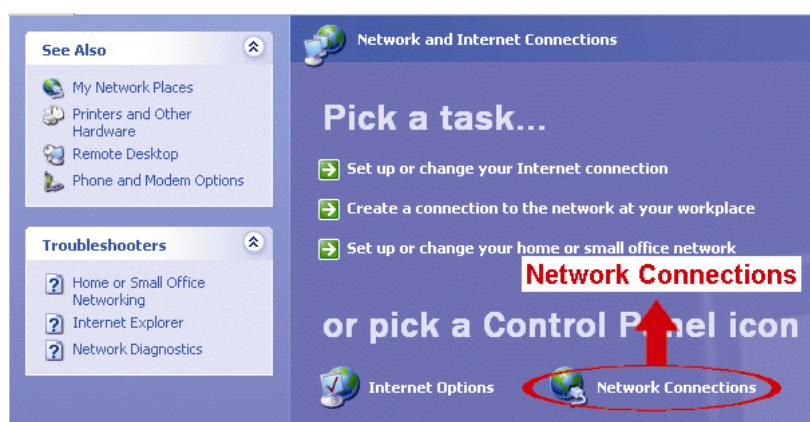 See Also
My Network Places
Printers and Other
Hardware
Remote Desktop
Phone and Modem Options
Troubleshooters
Home or Small Office
Networking
Internet Explorer
Network Diagnostics
Network and Internet Connections
Pick a task...
Set up or change your Internet connection
Create a connection to the network at your workplace
Set up or change your home or small office network
Network Connections
or pick a Control Panel icon
Internet Options
Network Connections